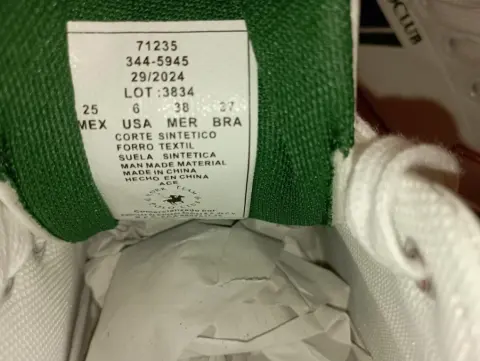 71235
344-5945
29/2024
LOT :3834
25 6 38 37
MEX USA MER BRA
CORTE SINTETICO
FORRO TEXTIL
SUELA SINTETICA
MAN MADE MATERIAL
MADE IN CHINA
HECHO EN CHINA
ACE